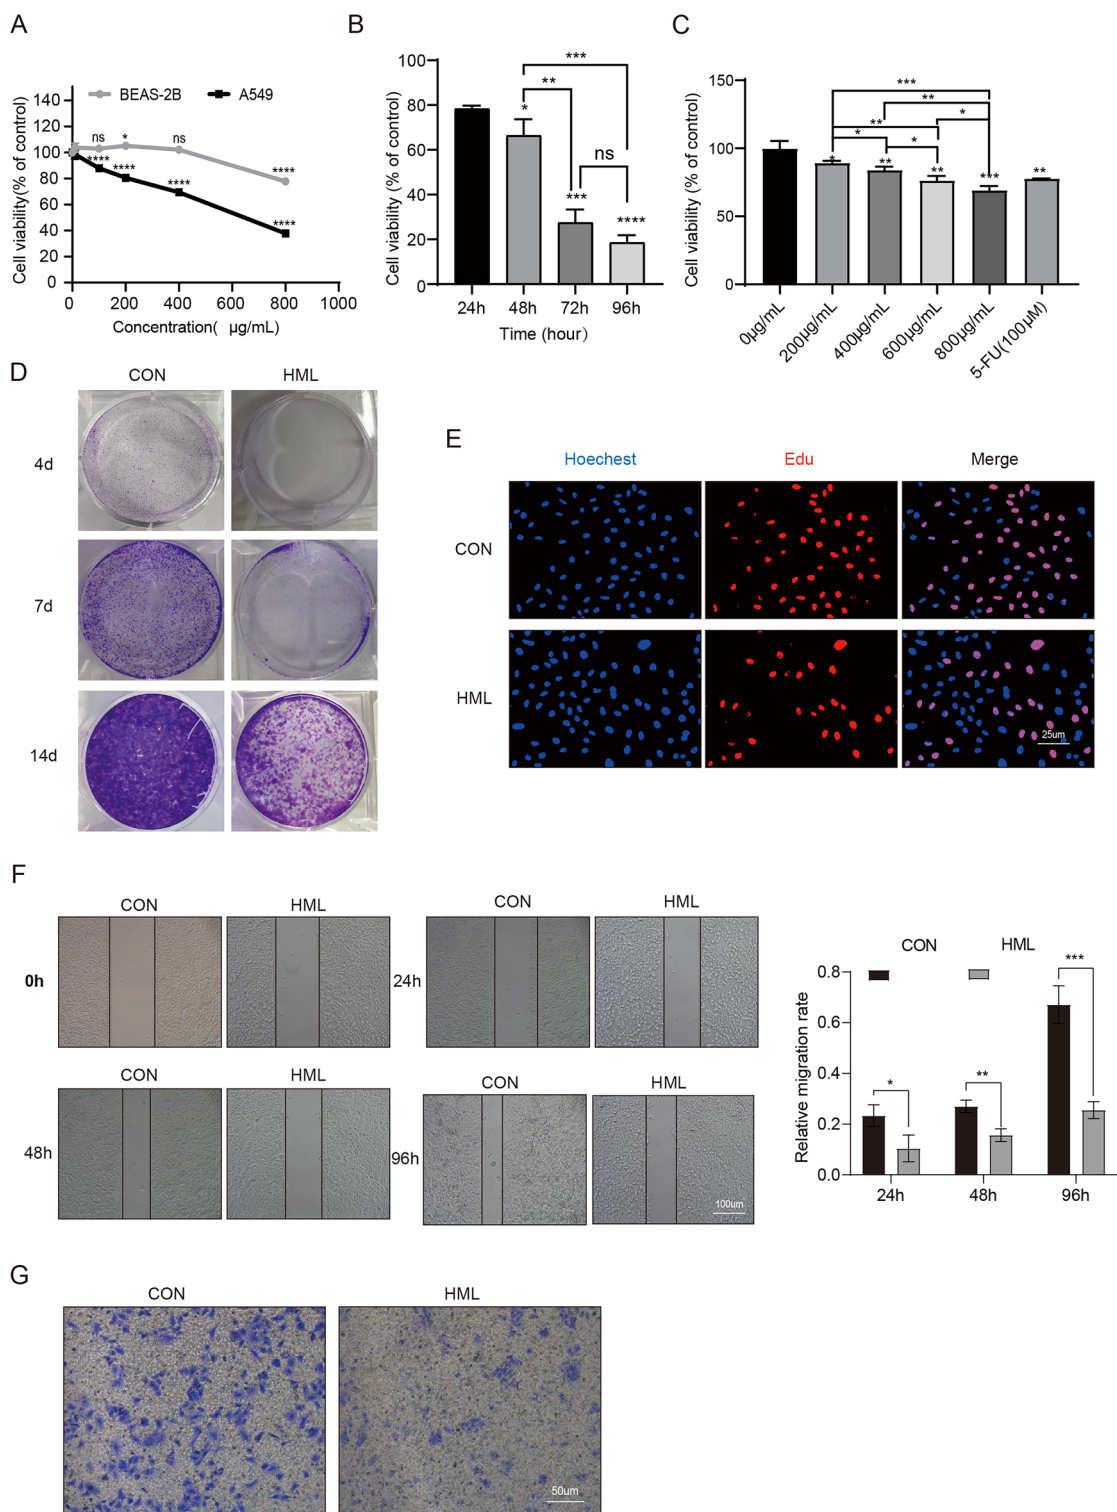 A
BEAS-2B
A549
Cell viability(% of control)
140
120
100
80
60
40
20
0
ns
*
ns
****
****
****
****
****
0
200
400
600
800
1000
Concentration( μg/mL)
B
Cell viability (% of control)
100
80
60
40
20
0
***
**
*
ns
***
****
24h
48h
72h
96h
Time (hour)
C
Cell viability (% of control)
150
100
50
0
***
**
**
*
*
*
*
**
**
***
**
0μg/mL
200μg/mL
400μg/mL
600μg/mL
800μg/mL
5-FU(100μM)
D
CON
HML
4d
7d
14d
E
Hoechest
Edu
Merge
CON
HML
25um
F
CON
HML
CON
HML
0h
24h
CON
HML
CON
HML
48h
96h
100um
CON
HML
Relative migration rate
0.8
0.6
0.4
0.2
0.0
*
**
***
24h
48h
96h
G
CON
HML
50um